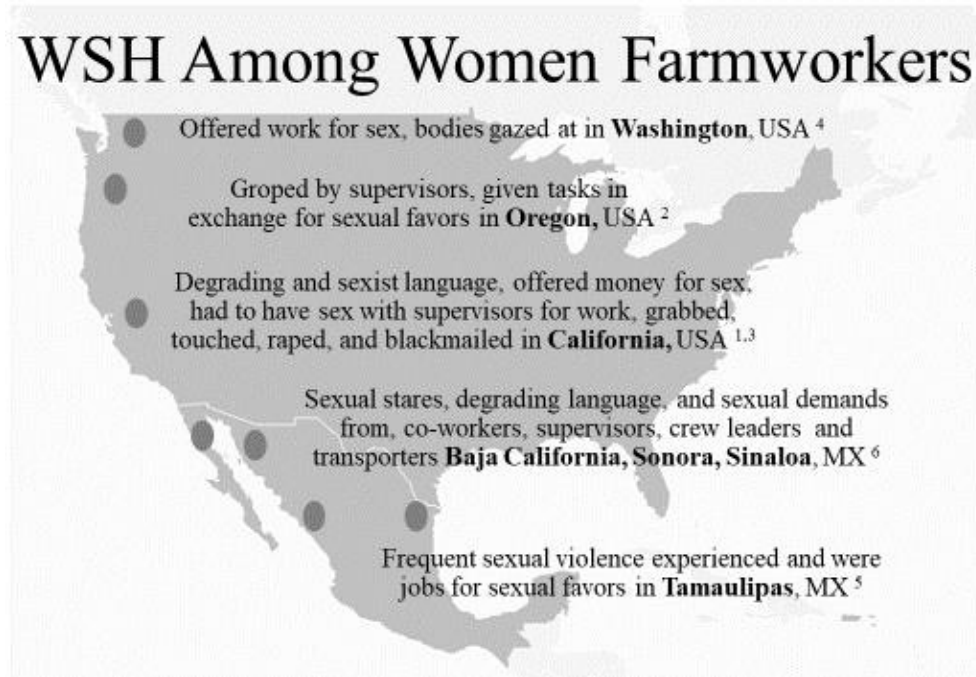 WSH Among Women Farmworkers
Offered work for sex, bodies gazed at in Washington, USA 4
Groped by supervisors, given tasks in
exchange for sexual favors in Oregon, USA 2
Degrading and sexist language, offered money for sex,
had to have sex with supervisors for work, grabbed,
touched, raped, and blackmailed in California, USA 1,3
Sexual stares, degrading language, and sexual demands
from, co-workers, supervisors, crew leaders and
transporters Baja California, Sonora, Sinaloa, MX 6
Frequent sexual violence experienced and were
jobs for sexual favors in Tamaulipas, MX 5